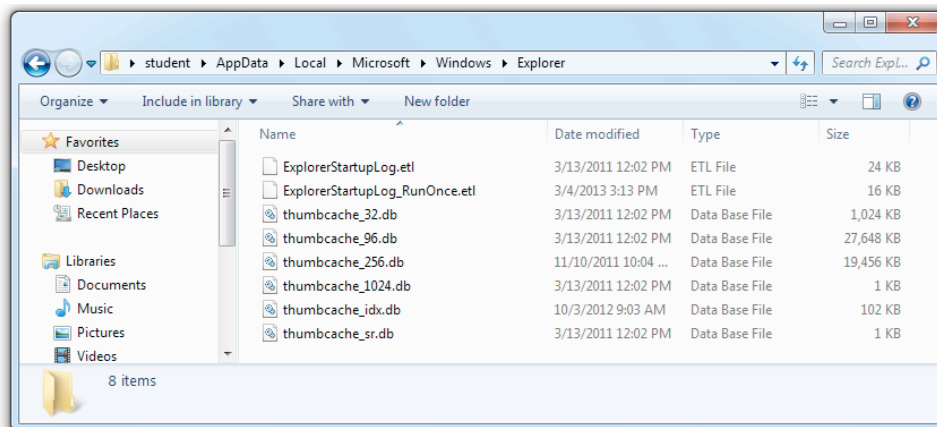 student AppData Local Microsoft Windows Explorer Search Expl...
Organize Include in library Share with New folder
Favorites
Desktop
Downloads
Recent Places
Libraries
Documents
Music
Pictures
Videos
Name Date modified Type Size
ExplorerStartupLog.etl 3/13/2011 12:02 PM ETL File 24 KB
ExplorerStartupLog_RunOnce.etl 3/4/2013 3:13 PM ETL File 16 KB
thumbcache_32.db 3/13/2011 12:02 PM Data Base File 1,024 KB
thumbcache_96.db 3/13/2011 12:02 PM Data Base File 27,648 KB
thumbcache_256.db 11/10/2011 10:04 ... Data Base File 19,456 KB
thumbcache_1024.db 3/13/2011 12:02 PM Data Base File 1 KB
thumbcache_idx.db 10/3/2012 9:03 AM Data Base File 102 KB
thumbcache_sr.db 3/13/2011 12:02 PM Data Base File 1 KB
8 items